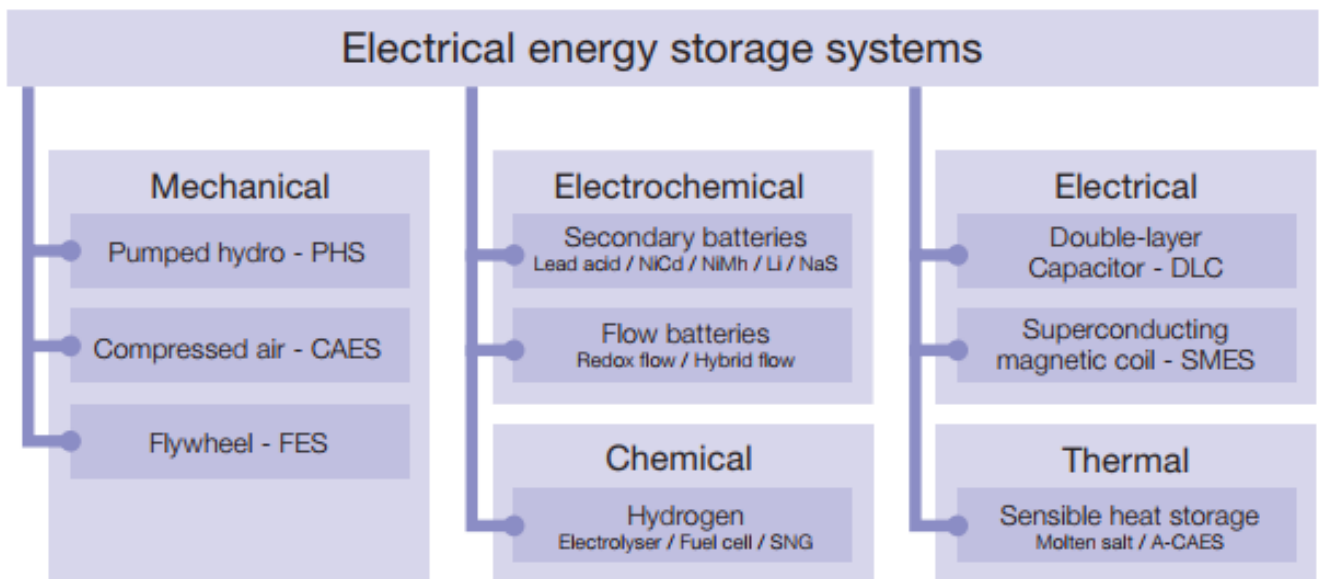 Electrical energy storage systems
Mechanical
Pumped hydro - PHS
Compressed air - CAES
Flywheel - FES
Electrochemical
Secondary batteries
Lead acid / NiCd / NiMh / Li / NaS
Flow batteries
Redox flow / Hybrid flow
Chemical
Hydrogen
Electrolyser / Fuel cell / SNG
Electrical
Double-layer
Capacitor - DLC
Superconducting
magnetic coil - SMES
Thermal
Sensible heat storage
Molten salt / A-CAES